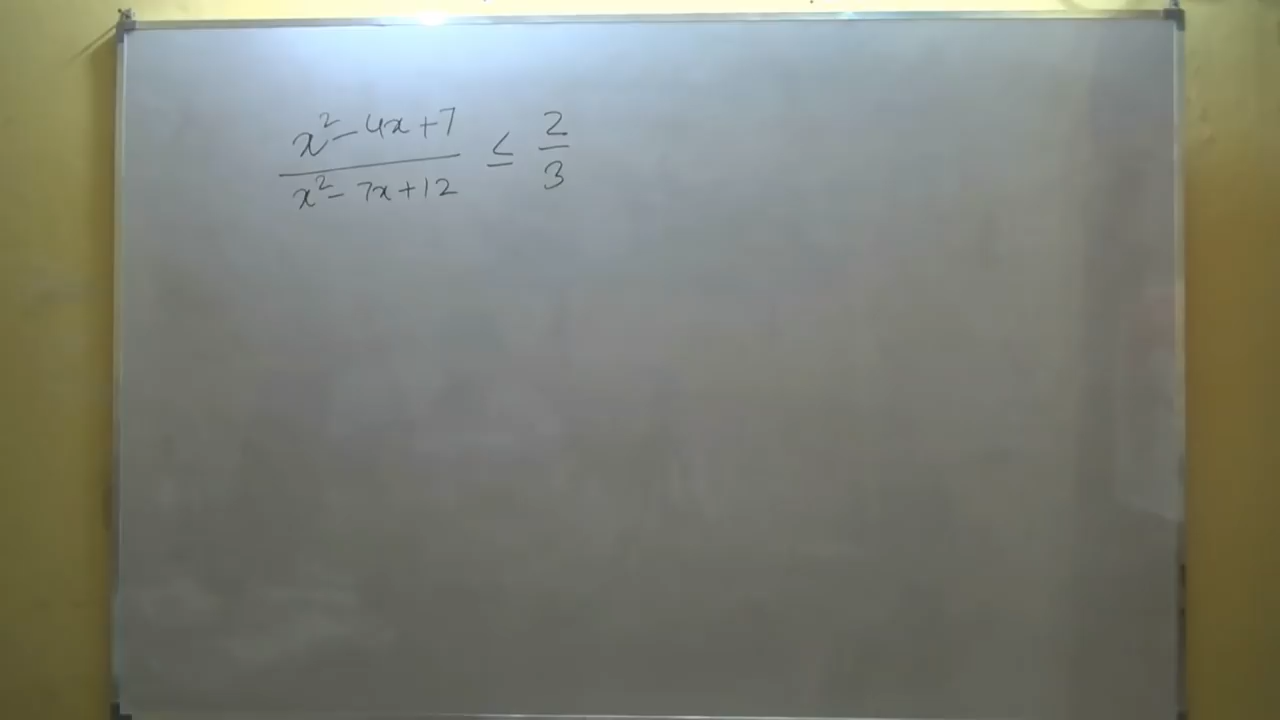 x² - 4x + 7 / x² - 7x + 12 ≤ 2/3